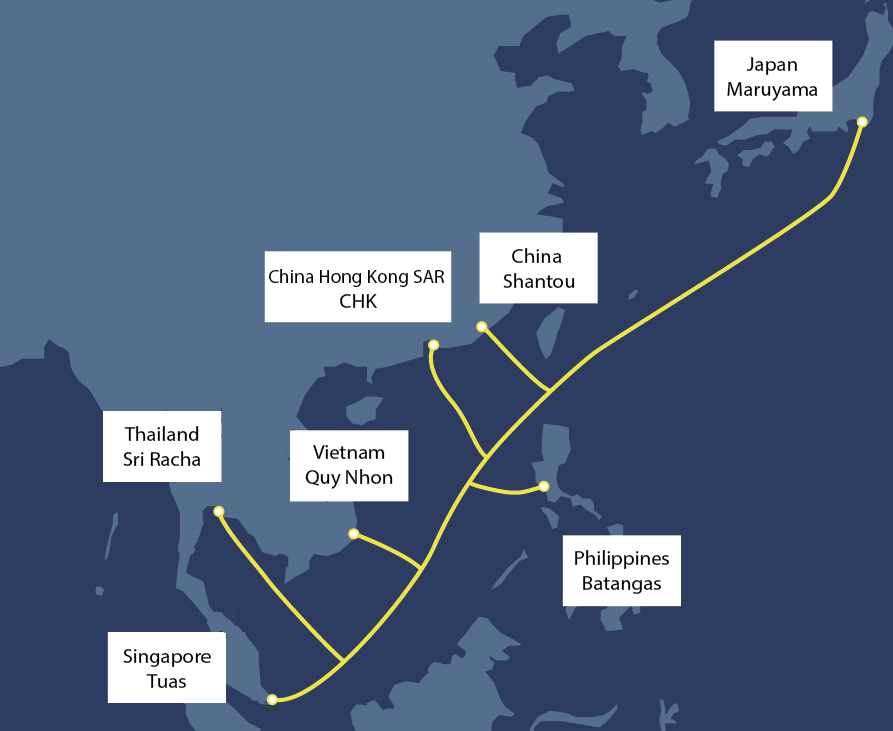 Japan
Maruyama
China
Shantou
China Hong Kong SAR
CHK
Thailand
Sri Racha
Vietnam
Quy Nhon
Philippines
Batangas
Singapore
Tuas